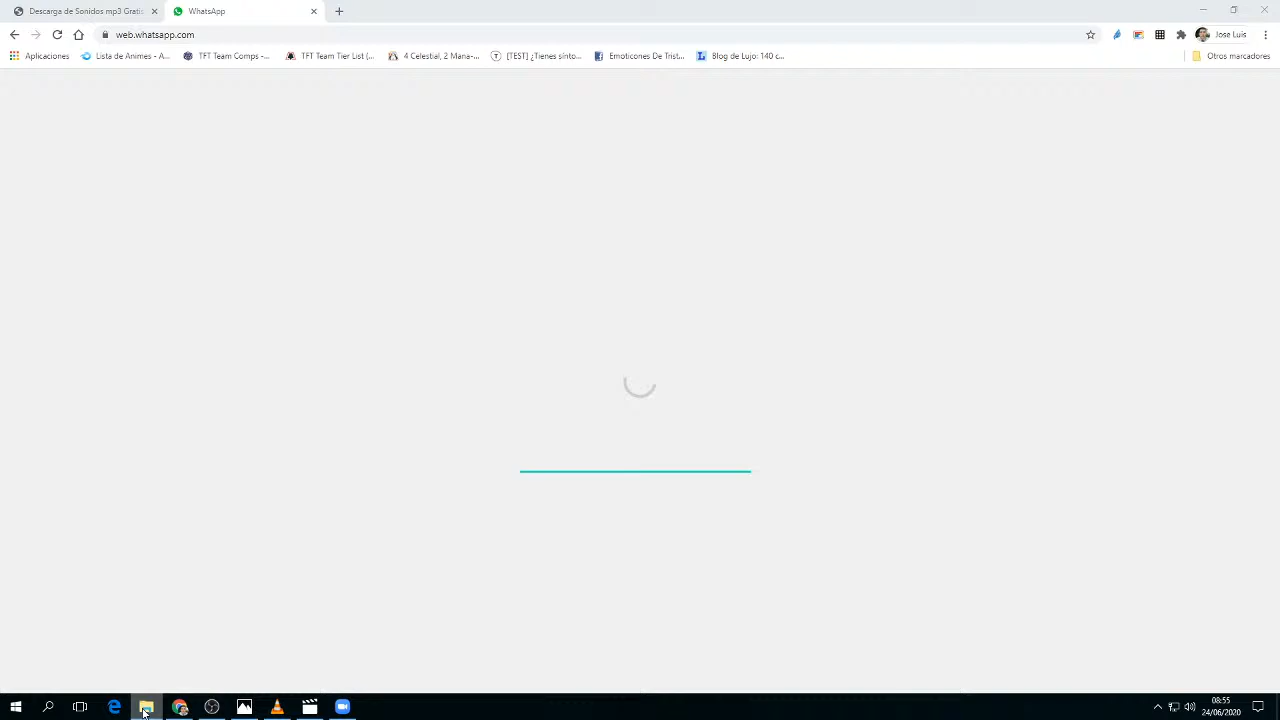 Descarga de Sonidos mp3 Grati
WhatsApp
web.whatsapp.com
Jose Luis
Aplicaciones
Lista de Animes - A...
TFT Team Comps -...
TFT Team Tier List (...
4 Celestial, 2 Mana-...
[TEST] ¿Tienes sínto...
Emoticones De Trist...
Blog de Lujo: 140 c...
Otros marcadores
08:55
24/06/2020